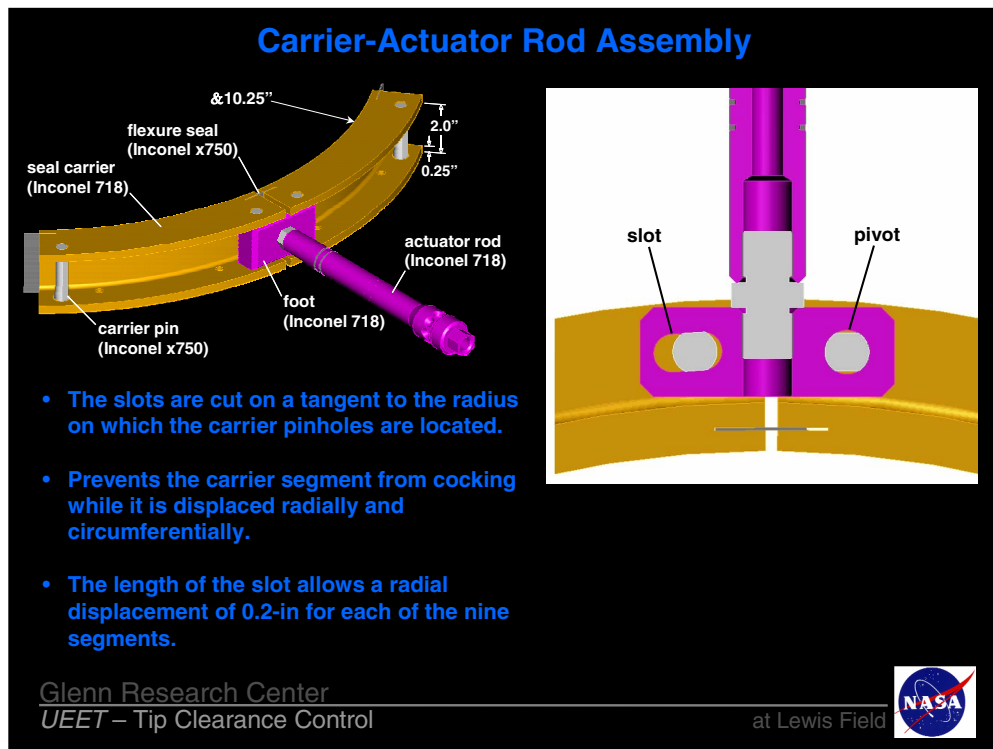 Carrier-Actuator Rod Assembly
&10.25”
flexure seal
(Inconel x750)
seal carrier
(Inconel 718)
2.0”
0.25”
actuator rod
(Inconel 718)
foot
(Inconel 718)
carrier pin
(Inconel x750)
slot
pivot
• The slots are cut on a tangent to the radius
on which the carrier pinholes are located.
• Prevents the carrier segment from cocking
while it is displaced radially and
circumferentially.
• The length of the slot allows a radial
displacement of 0.2-in for each of the nine
segments.
Glenn Research Center
UEET – Tip Clearance Control
at Lewis Field
NASA